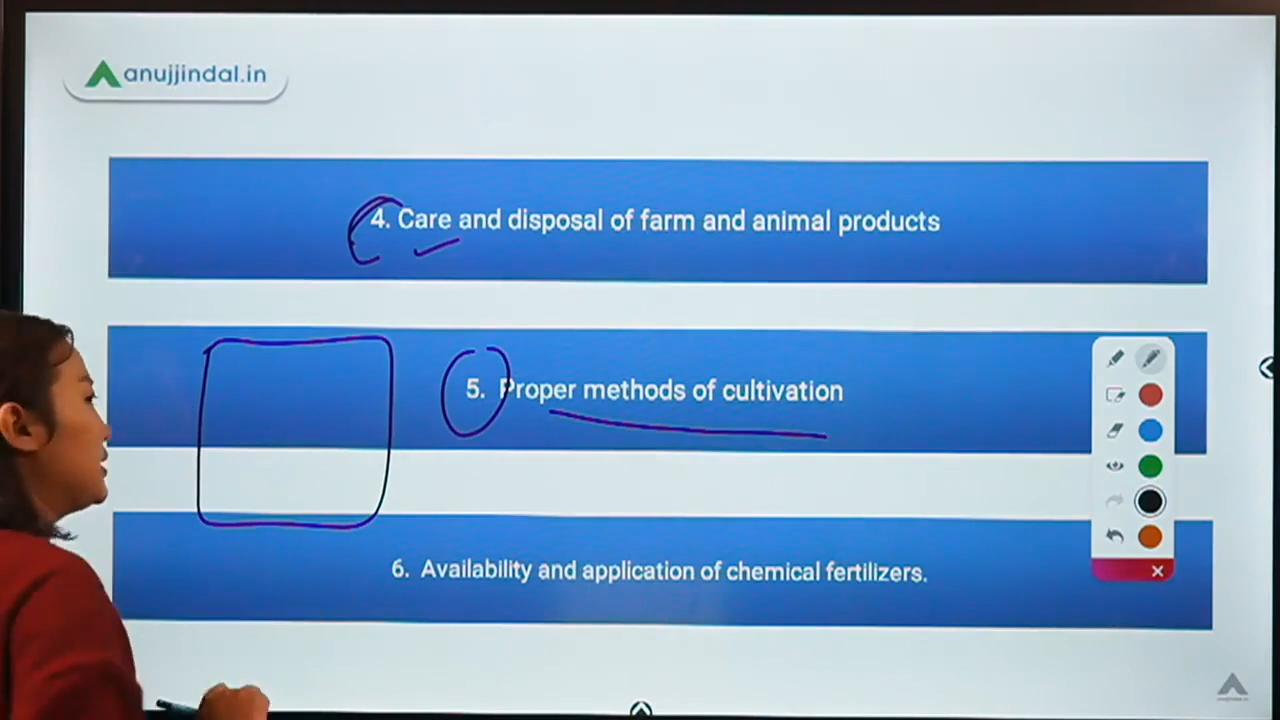 anujjindal.in
4. Care and disposal of farm and animal products
5. Proper methods of cultivation
6. Availability and application of chemical fertilizers.